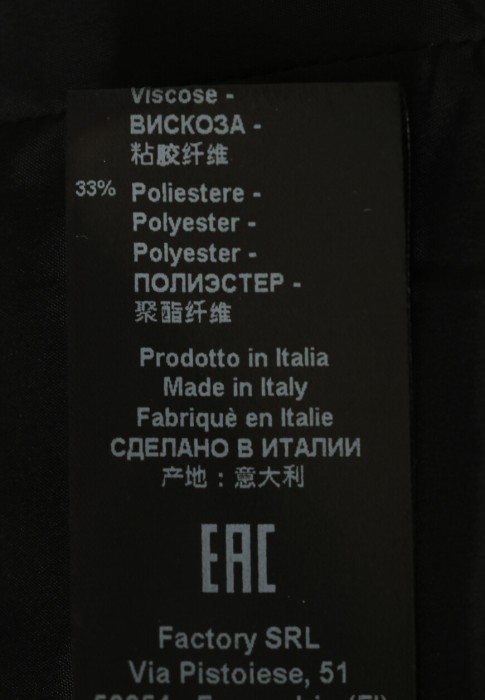 Viscose -
ВИСКОЗА -
粘胶纤维
33% Poliestere -
Polyester -
Polyester -
ПОЛИЭСТЕР -
聚酯纤维
Prodotto in Italia
Made in Italy
Fabriquè en Italie
СДЕЛАНО В ИТАЛИИ
产地：意大利
EAC
Factory SRL
Via Pistoiese, 51